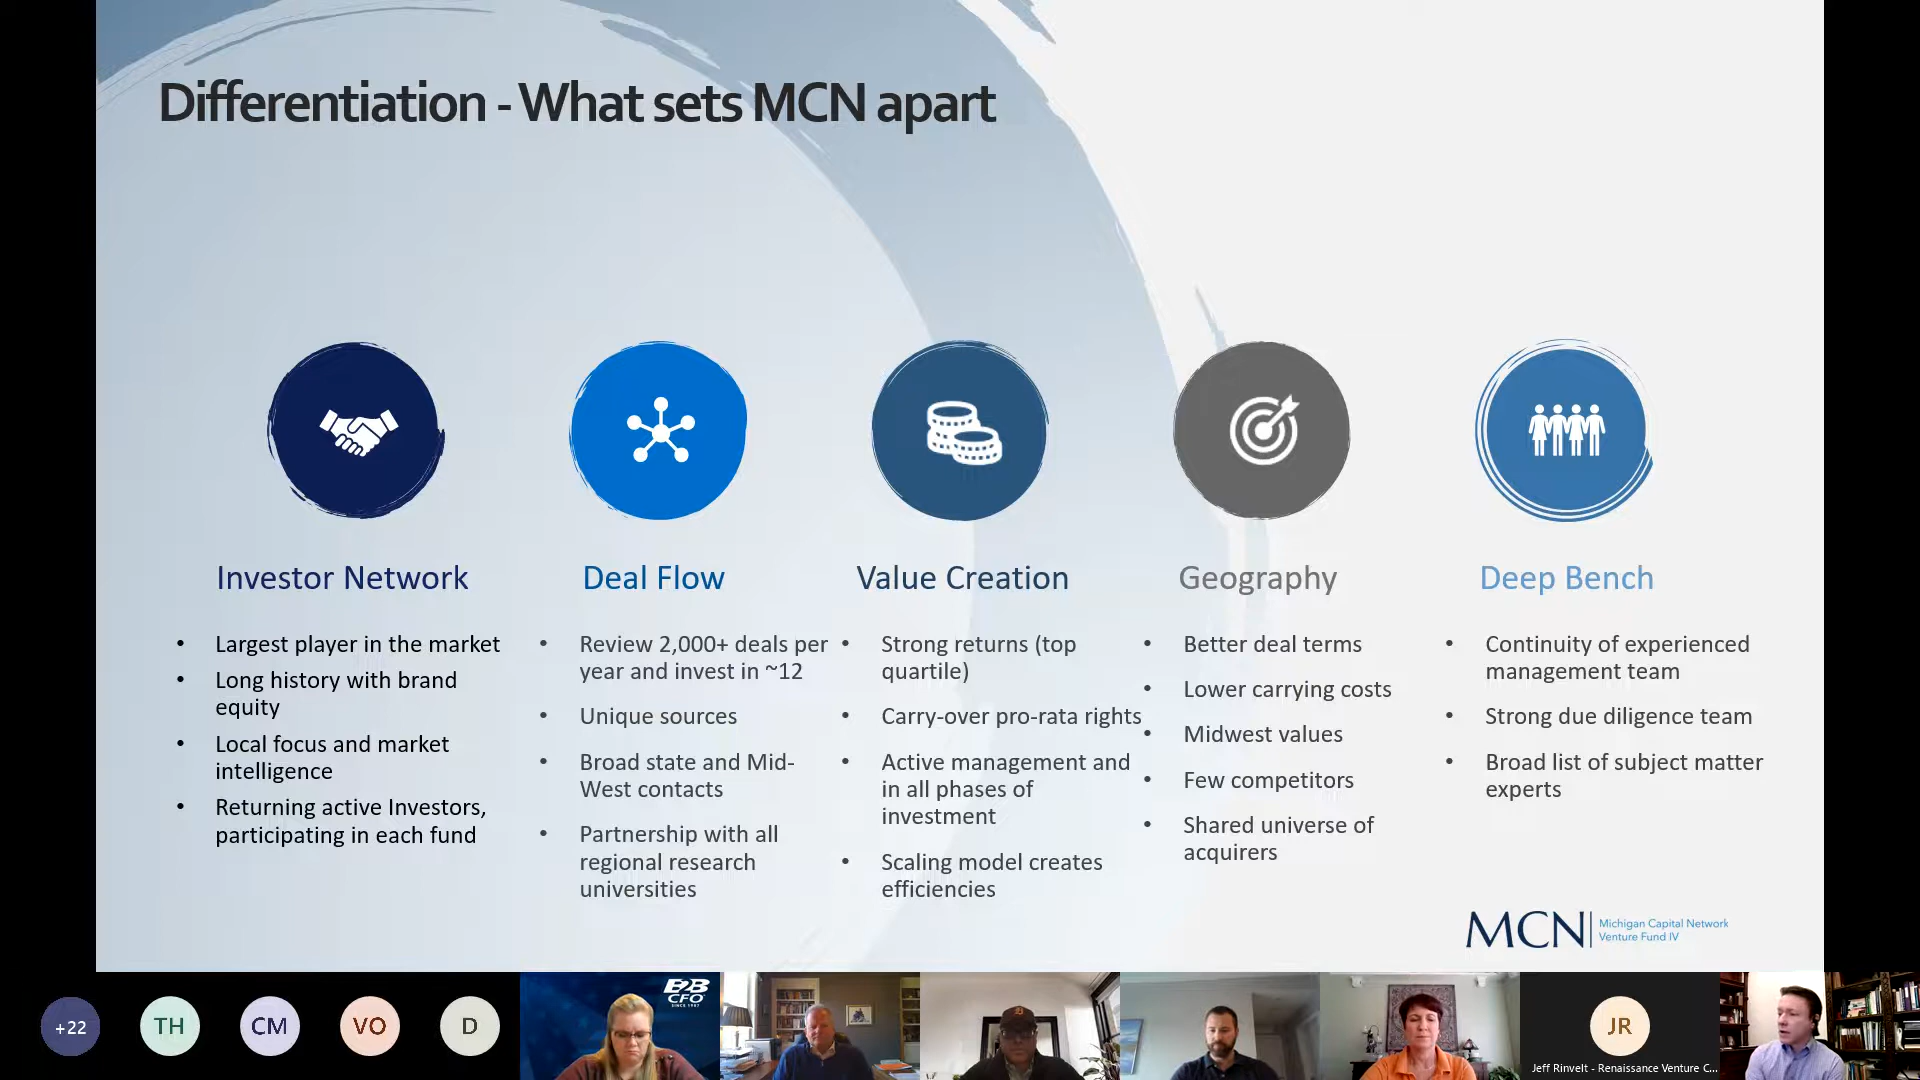 Differentiation - What sets MCN apart
Investor Network
• Largest player in the market
• Long history with brand
equity
• Local focus and market
intelligence
• Returning active Investors,
participating in each fund
Deal Flow
• Review 2,000+ deals per
year and invest in ~12
• Unique sources
• Broad state and Mid-
West contacts
• Partnership with all
regional research
universities
Value Creation
• Strong returns (top
quartile)
• Carry-over pro-rata rights
• Active management and
in all phases of
investment
• Scaling model creates
efficiencies
Geography
• Better deal terms
• Lower carrying costs
• Midwest values
• Few competitors
• Shared universe of
acquirers
Deep Bench
• Continuity of experienced
management team
• Strong due diligence team
• Broad list of subject matter
experts
MCN
Michigan Capital Network
Venture Fund IV
+22
TH
CM
VO
D
B2B
CFO
SINCE 1987
JR
Jeff Rinvelt - Renaissance Venture C...